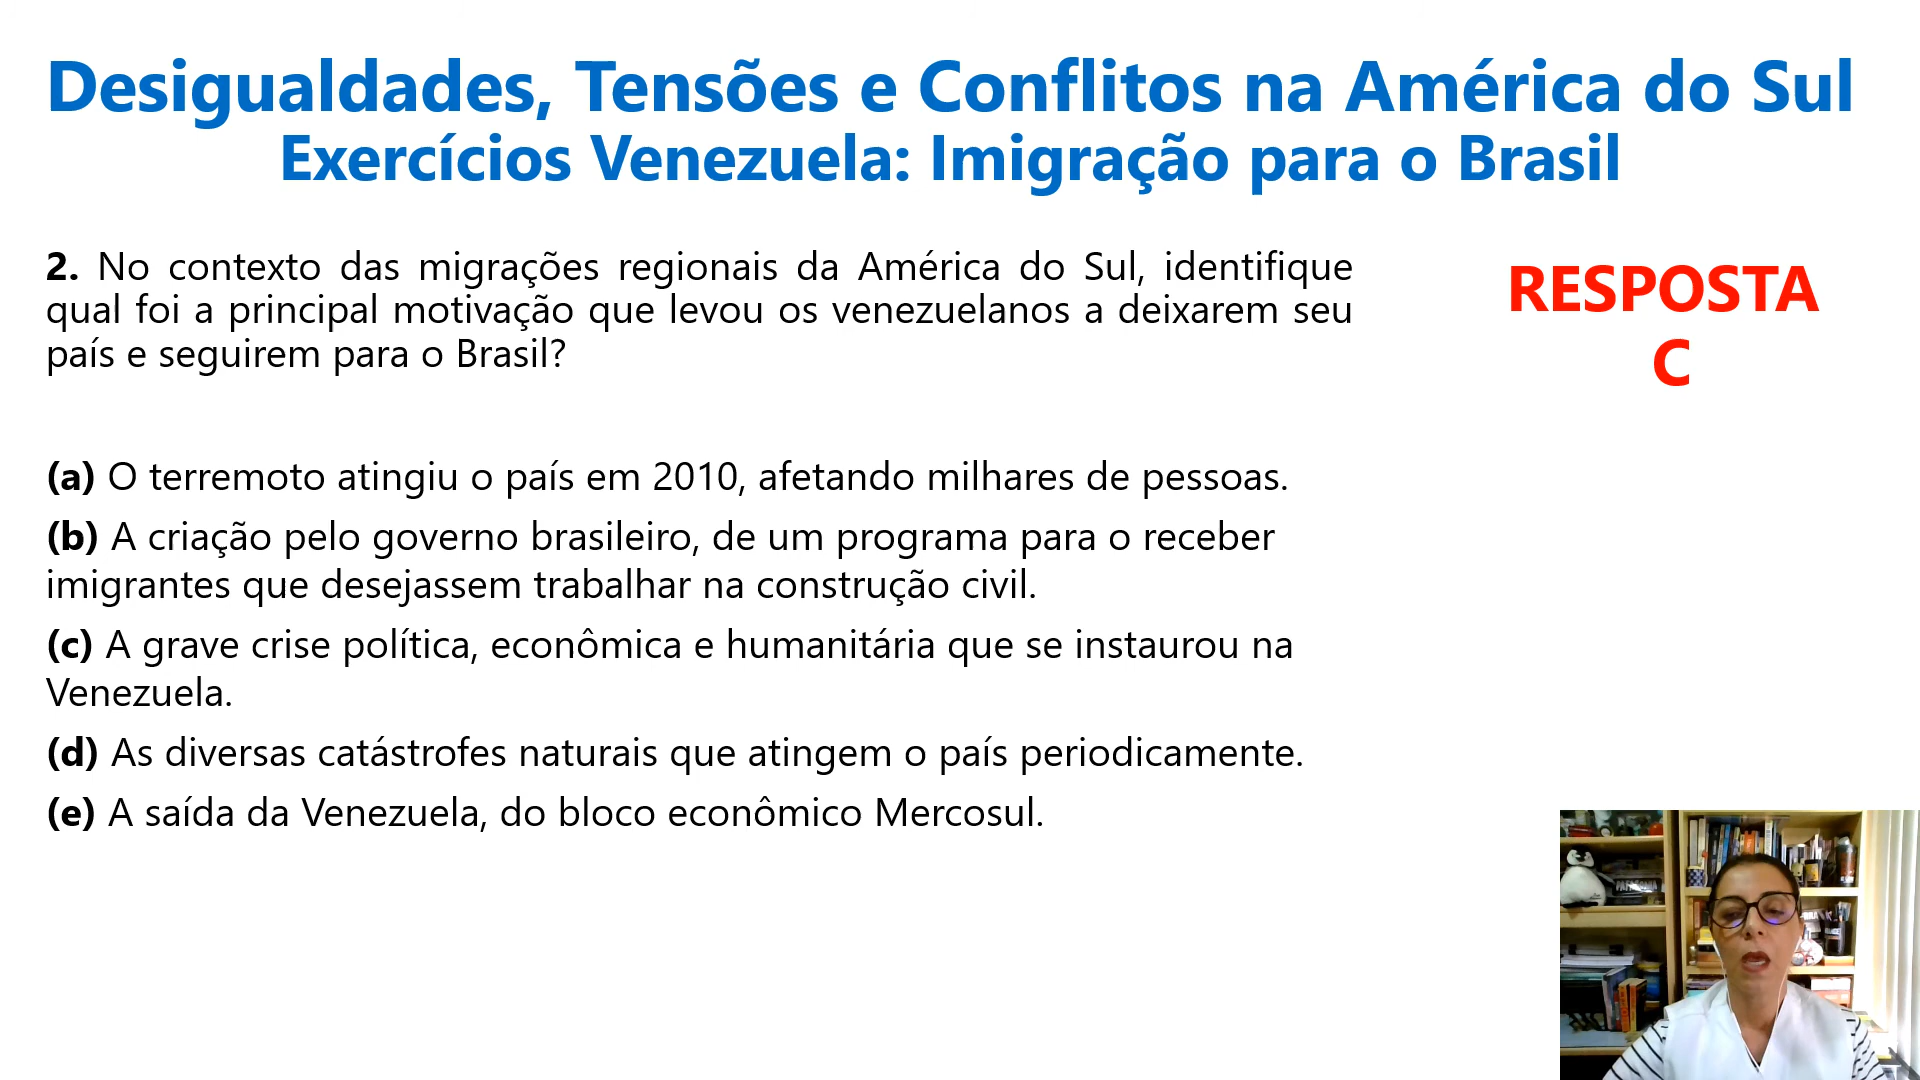 Desigualdades, Tensões e Conflitos na América do Sul
Exercícios Venezuela: Imigração para o Brasil
2. No contexto das migrações regionais da América do Sul, identifique
qual foi a principal motivação que levou os venezuelanos a deixarem seu
país e seguirem para o Brasil?
RESPOSTA
C
(a) O terremoto atingiu o país em 2010, afetando milhares de pessoas.
(b) A criação pelo governo brasileiro, de um programa para o receber
imigrantes que desejassem trabalhar na construção civil.
(c) A grave crise política, econômica e humanitária que se instaurou na
Venezuela.
(d) As diversas catástrofes naturais que atingem o país periodicamente.
(e) A saída da Venezuela, do bloco econômico Mercosul.